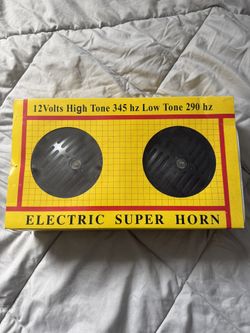 12Volts High Tone 345 hz Low Tone 290 hz
ELECTRIC SUPER HORN